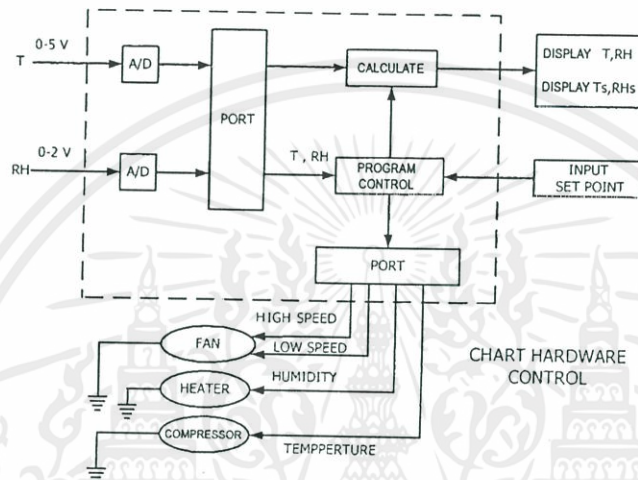 0-5 V
T
A/D
PORT
CALCULATE
DISPLAY T,RH
DISPLAY Ts,RHs
0-2 V
RH
A/D
T , RH
PROGRAM
CONTROL
INPUT
SET POINT
PORT
HIGH SPEED
FAN
LOW SPEED
HEATER
HUMIDITY
COMPRESSOR
TEMPPERTURE
CHART HARDWARE
CONTROL